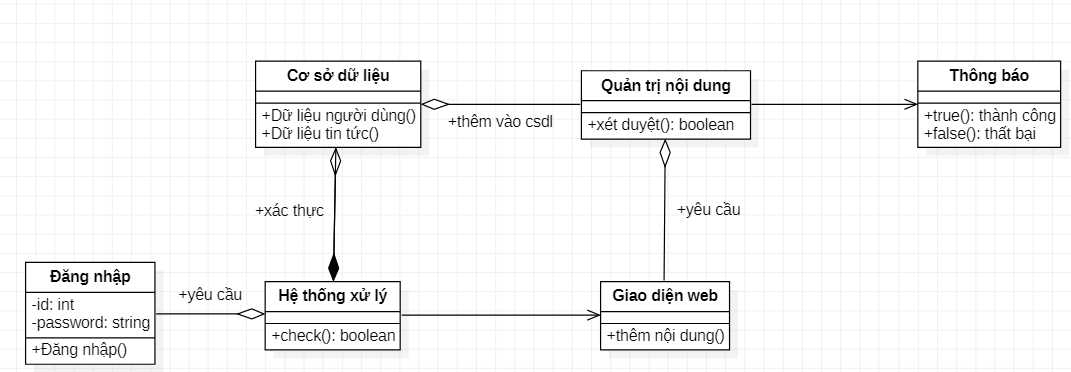 Cơ sở dữ liệu
+Dữ liệu người dùng()
+Dữ liệu tin tức()
+thêm vào csdl
Quản trị nội dung
+xét duyệt(): boolean
Thông báo
+true(): thành công
+false(): thất bại
+xác thực
+yêu cầu
Đăng nhập
-id: int
-password: string
+Đăng nhập()
+yêu cầu
Hệ thống xử lý
+check(): boolean
Giao diện web
+thêm nội dung()